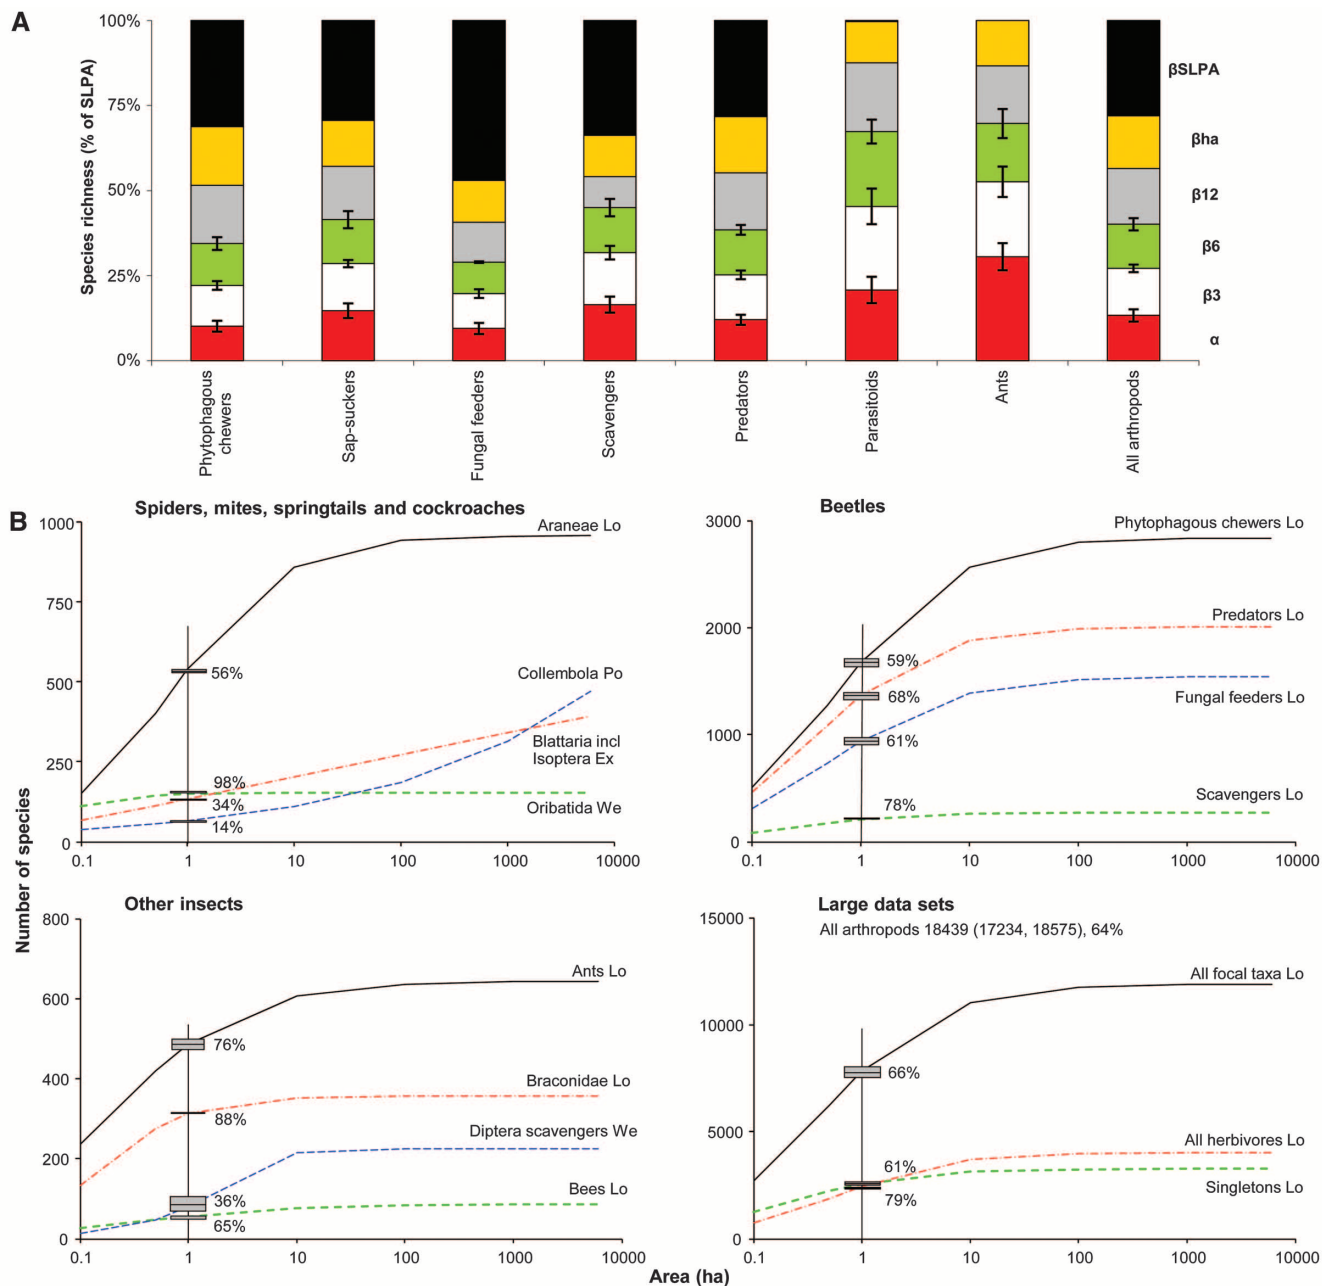 A
Species richness (% of SLPA)
100%
75%
50%
25%
0%
βSLPA
βha
β12
β6
β3
α
Phytophagous
chewers
Sap-suckers
Fungal feeders
Scavengers
Predators
Parasitoids
Ants
All arthropods
B
Number of species
Spiders, mites, springtails and cockroaches
1000
750
500
250
0
Araneae Lo
56%
Collembola Po
Blattaria incl
Isoptera Ex
98%
34%
14%
Oribatida We
0.1 1 10 100 1000 10000
Beetles
3000
2000
1000
0
Phytophagous chewers Lo
Predators Lo
59%
68%
Fungal feeders Lo
61%
78%
Scavengers Lo
0.1 1 10 100 1000 10000
Other insects
800
600
400
200
0
Ants Lo
76%
Braconidae Lo
88%
Diptera scavengers We
Bees Lo
36%
65%
0.1 1 10 100 1000 10000
Large data sets
All arthropods 18439 (17234, 18575), 64%
15000
10000
5000
0
All focal taxa Lo
66%
All herbivores Lo
61%
Singletons Lo
79%
0.1 1 10 100 1000 10000
Area (ha)